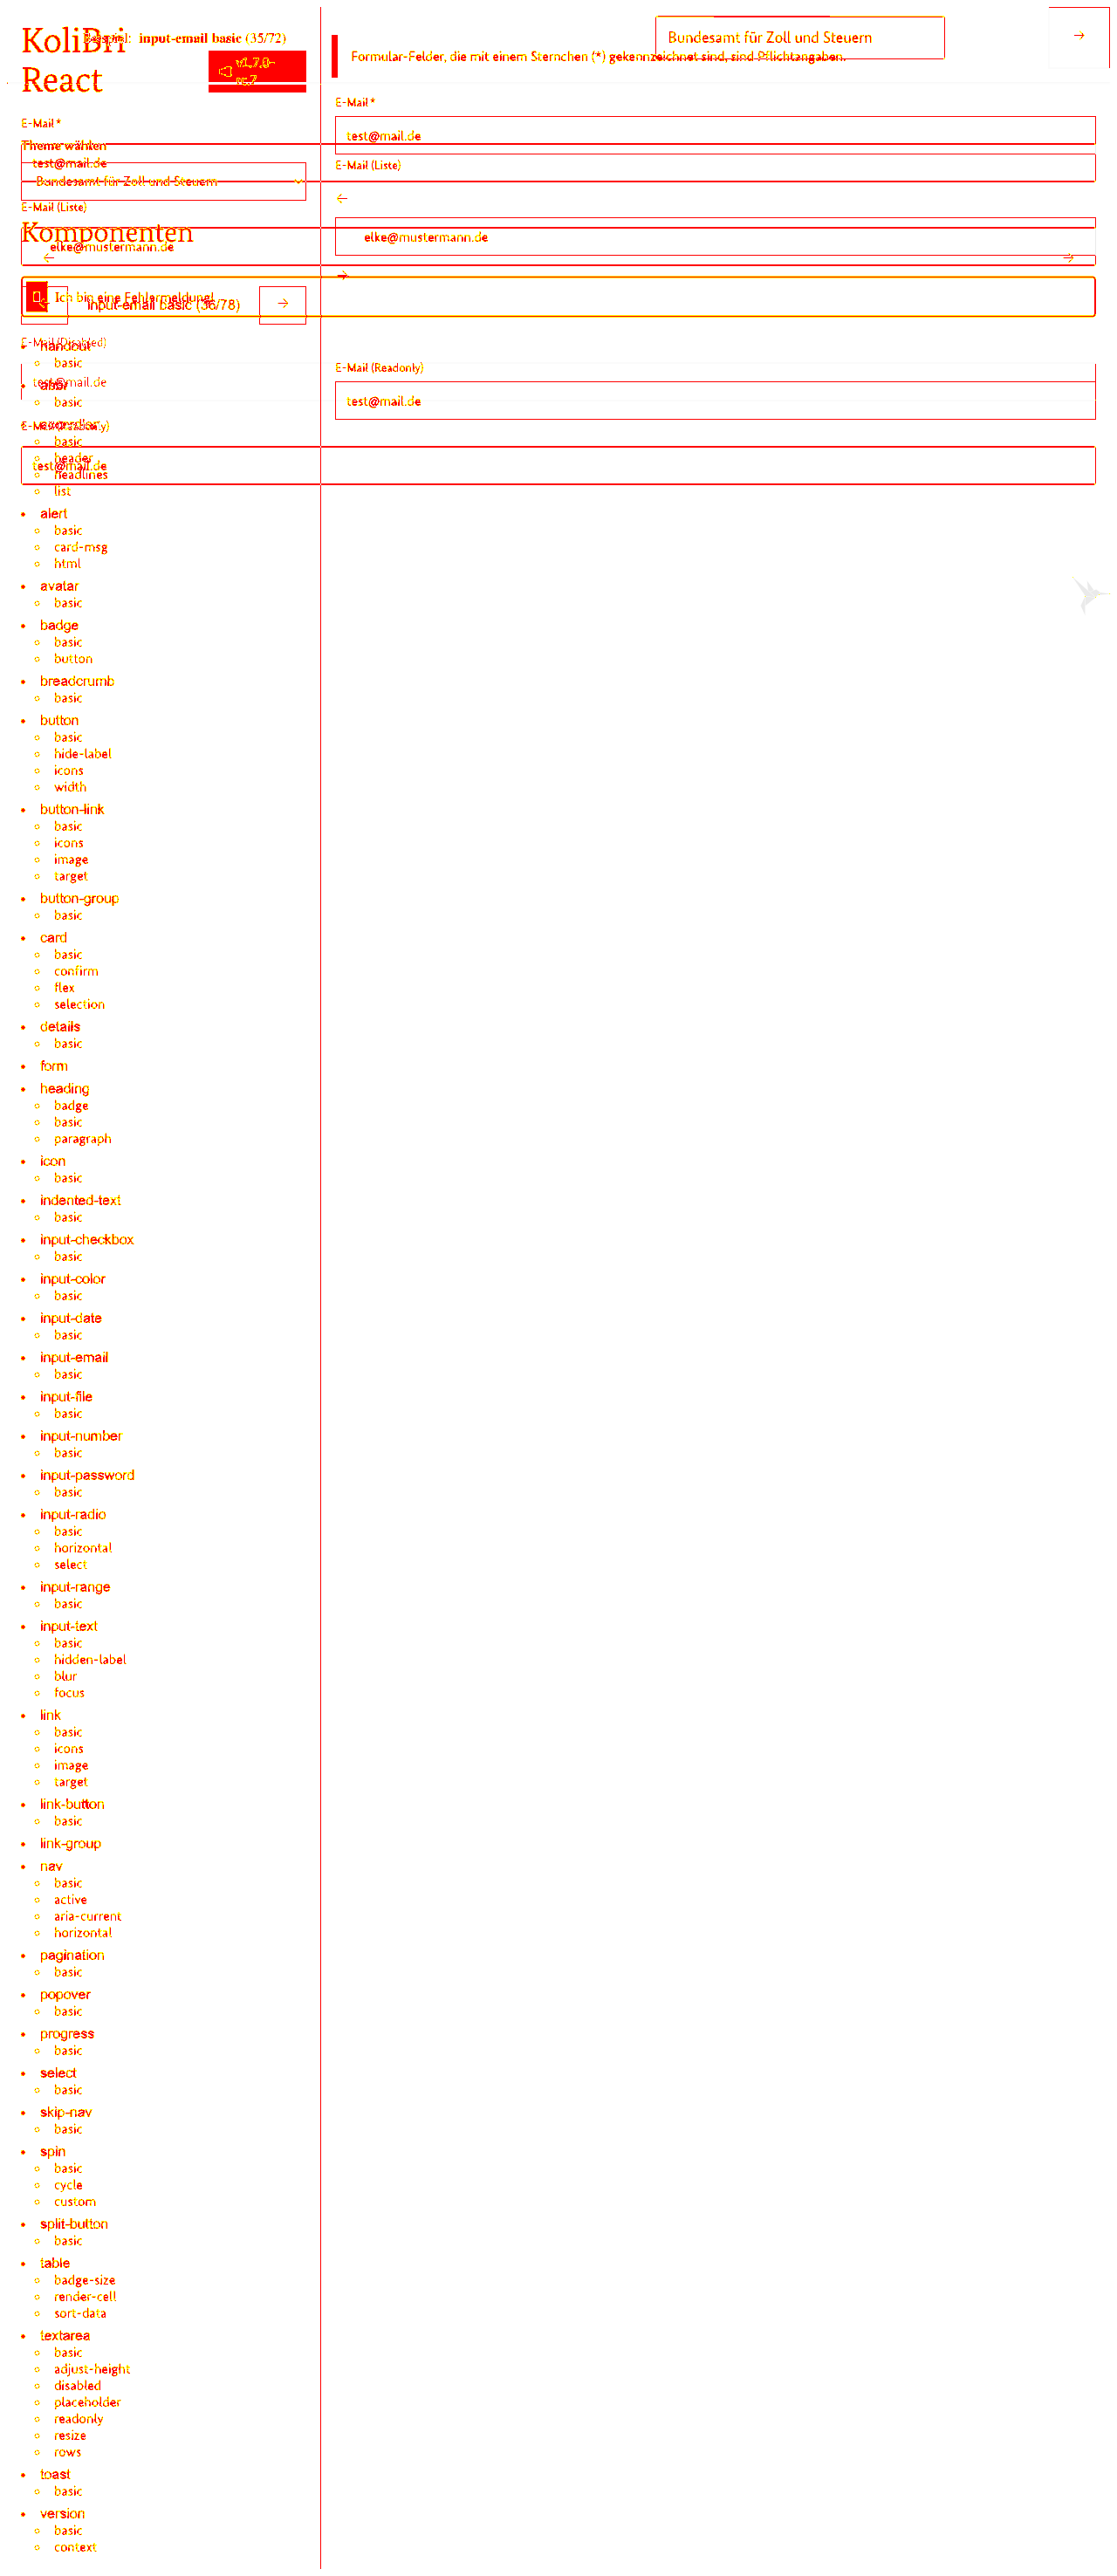 KoliBri
React
Beispiel: input-email basic (35/72)
v1.7.0-
rc.7
Bundesamt für Zoll und Steuern
→
Formular-Felder, die mit einem Sternchen (*) gekennzeichnet sind, sind Pflichtangaben.
E-Mail *
test@mail.de
E-Mail (Liste)
←
elke@mustermann.de
→
E-Mail (Readonly)
test@mail.de
E-Mail *
Theme wählen
test@mail.de
Bundesamt für Zoll und Steuern
E-Mail (Liste)
Komponenten
elke@mustermann.de
← →
Ich bin eine Fehlermeldung!
← input-email basic (36/78) →
E-Mail (Disabled)
handout
basic
test@mail.de
abbr
basic
accordion
E-Mail (Readonly)
basic
header
test@mail.de
headlines
list
alert
basic
card-msg
html
avatar
basic
badge
basic
button
breadcrumb
basic
button
basic
hide-label
icons
width
button-link
basic
icons
image
target
button-group
basic
card
basic
confirm
flex
selection
details
basic
form
heading
badge
basic
paragraph
icon
basic
indented-text
basic
input-checkbox
basic
input-color
basic
input-date
basic
input-email
basic
input-file
basic
input-number
basic
input-password
basic
input-radio
basic
horizontal
select
input-range
basic
input-text
basic
hidden-label
blur
focus
link
basic
icons
image
target
link-button
basic
link-group
nav
basic
active
aria-current
horizontal
pagination
basic
popover
basic
progress
basic
select
basic
skip-nav
basic
spin
basic
cycle
custom
split-button
basic
table
badge-size
render-cell
sort-data
textarea
basic
adjust-height
disabled
placeholder
readonly
resize
rows
toast
basic
version
basic
context